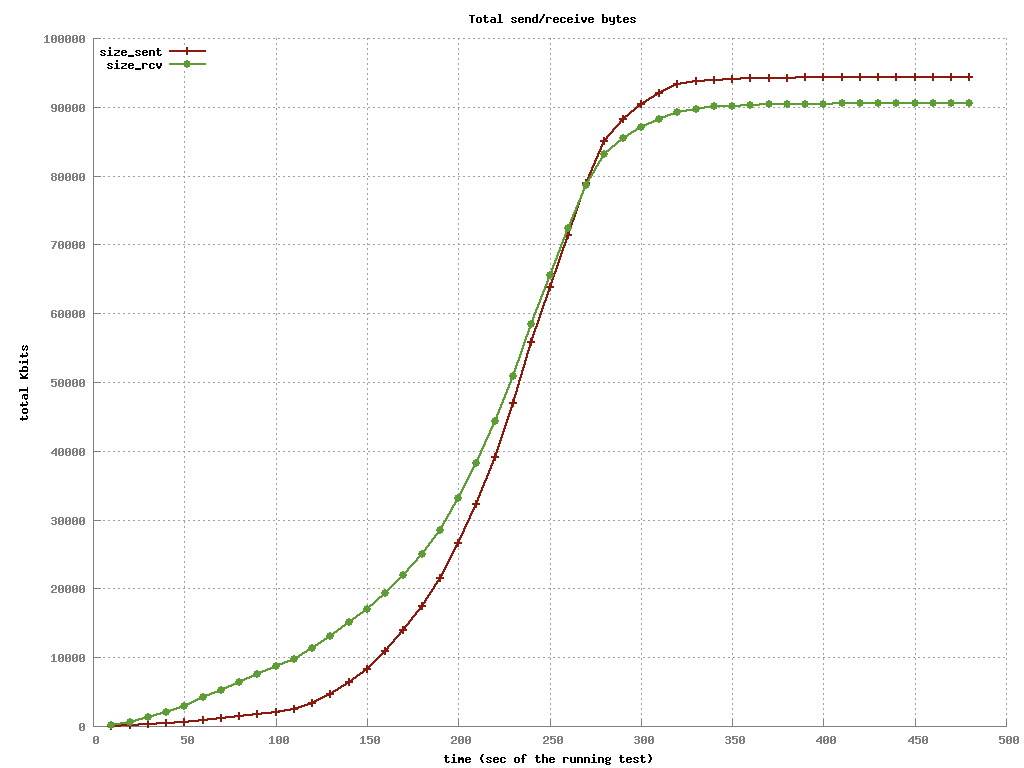 Total send/receive bytes
100000
size_sent
size_rcv
90000
80000
70000
60000
50000
total Kbits
40000
30000
20000
10000
0
0 50 100 150 200 250 300 350 400 450 500
time (sec of the running test)